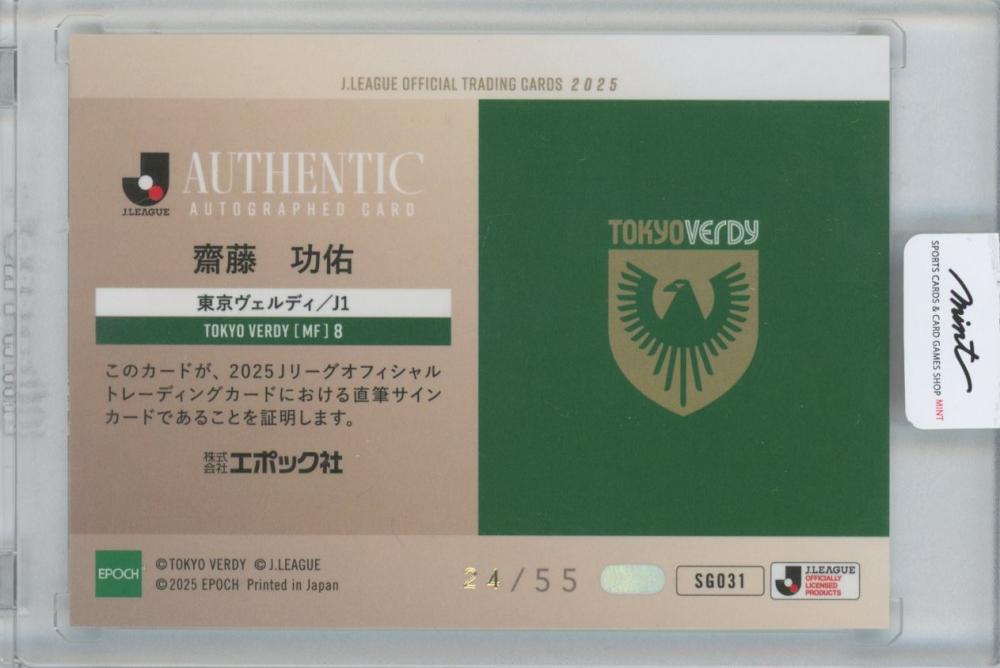 J.LEAGUE OFFICIAL TRADING CARDS 2025
J.LEAGUE
AUTHENTIC
AUTOGRAPHED CARD
齋藤 功佑
東京ヴェルディ/J1
TOKYO VERDY [MF] 8
このカードが、2025Jリーグオフィシャル
トレーディングカードにおける直筆サイン
カードであることを証明します。
株式会社エポック社
TOKYO VERDY
SPORTS CARDS & CARD GAMES SHOP MINT
Mint
EPOCH
©TOKYO VERDY ©J.LEAGUE
©2025 EPOCH Printed in Japan
24/55
SG031
J.LEAGUE
OFFICIALLY
LICENSED
PRODUCTS